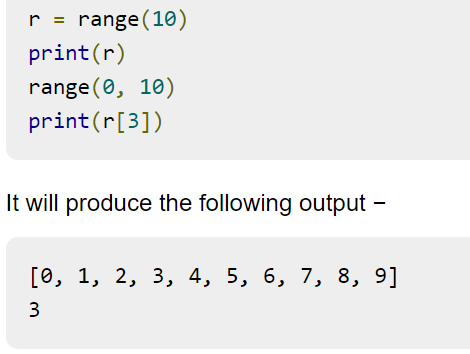 r = range(10)
print(r)
range(0, 10)
print(r[3])
It will produce the following output −
[0, 1, 2, 3, 4, 5, 6, 7, 8, 9]
3